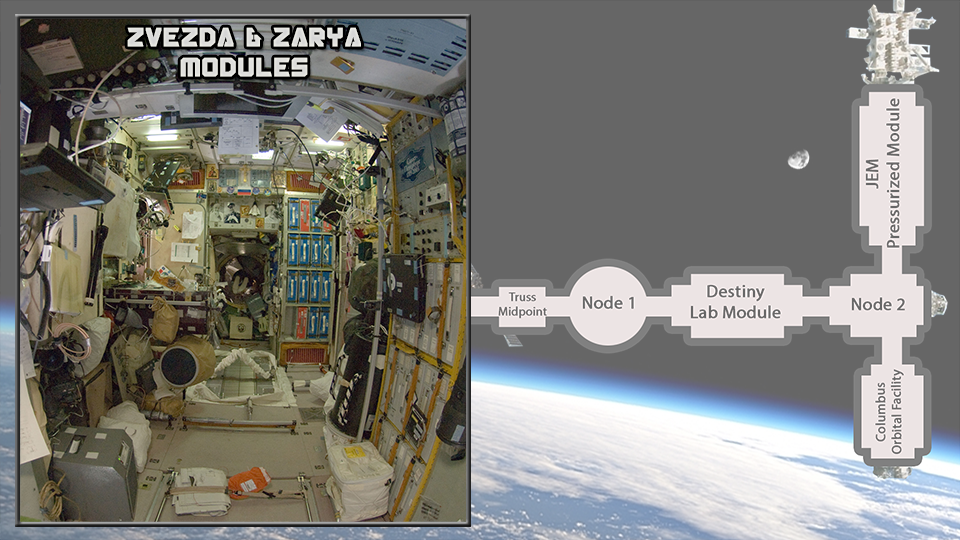 ZVEZDA & ZARYA
MODULES
Truss
Midpoint
Node 1
Destiny
Lab Module
Node 2
JEM
Pressurized Module
Columbus
Orbital Facility